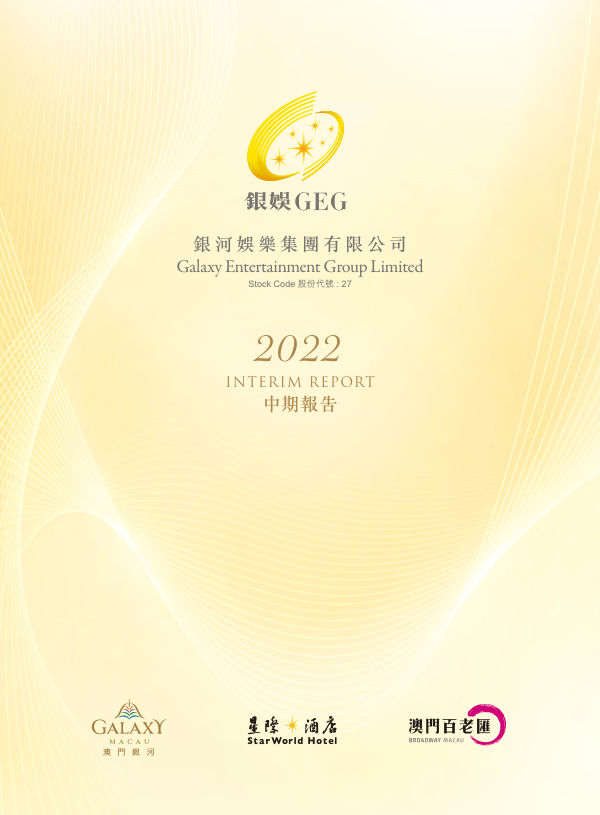 銀娛GEG
銀河娛樂集團有限公司
Galaxy Entertainment Group Limited
Stock Code 股份代號 : 27
2022
INTERIM REPORT
中期報告
GALAXY
MACAU
澳門銀河
星際酒店
StarWorld Hotel
澳門百老匯
BROADWAY MACAU